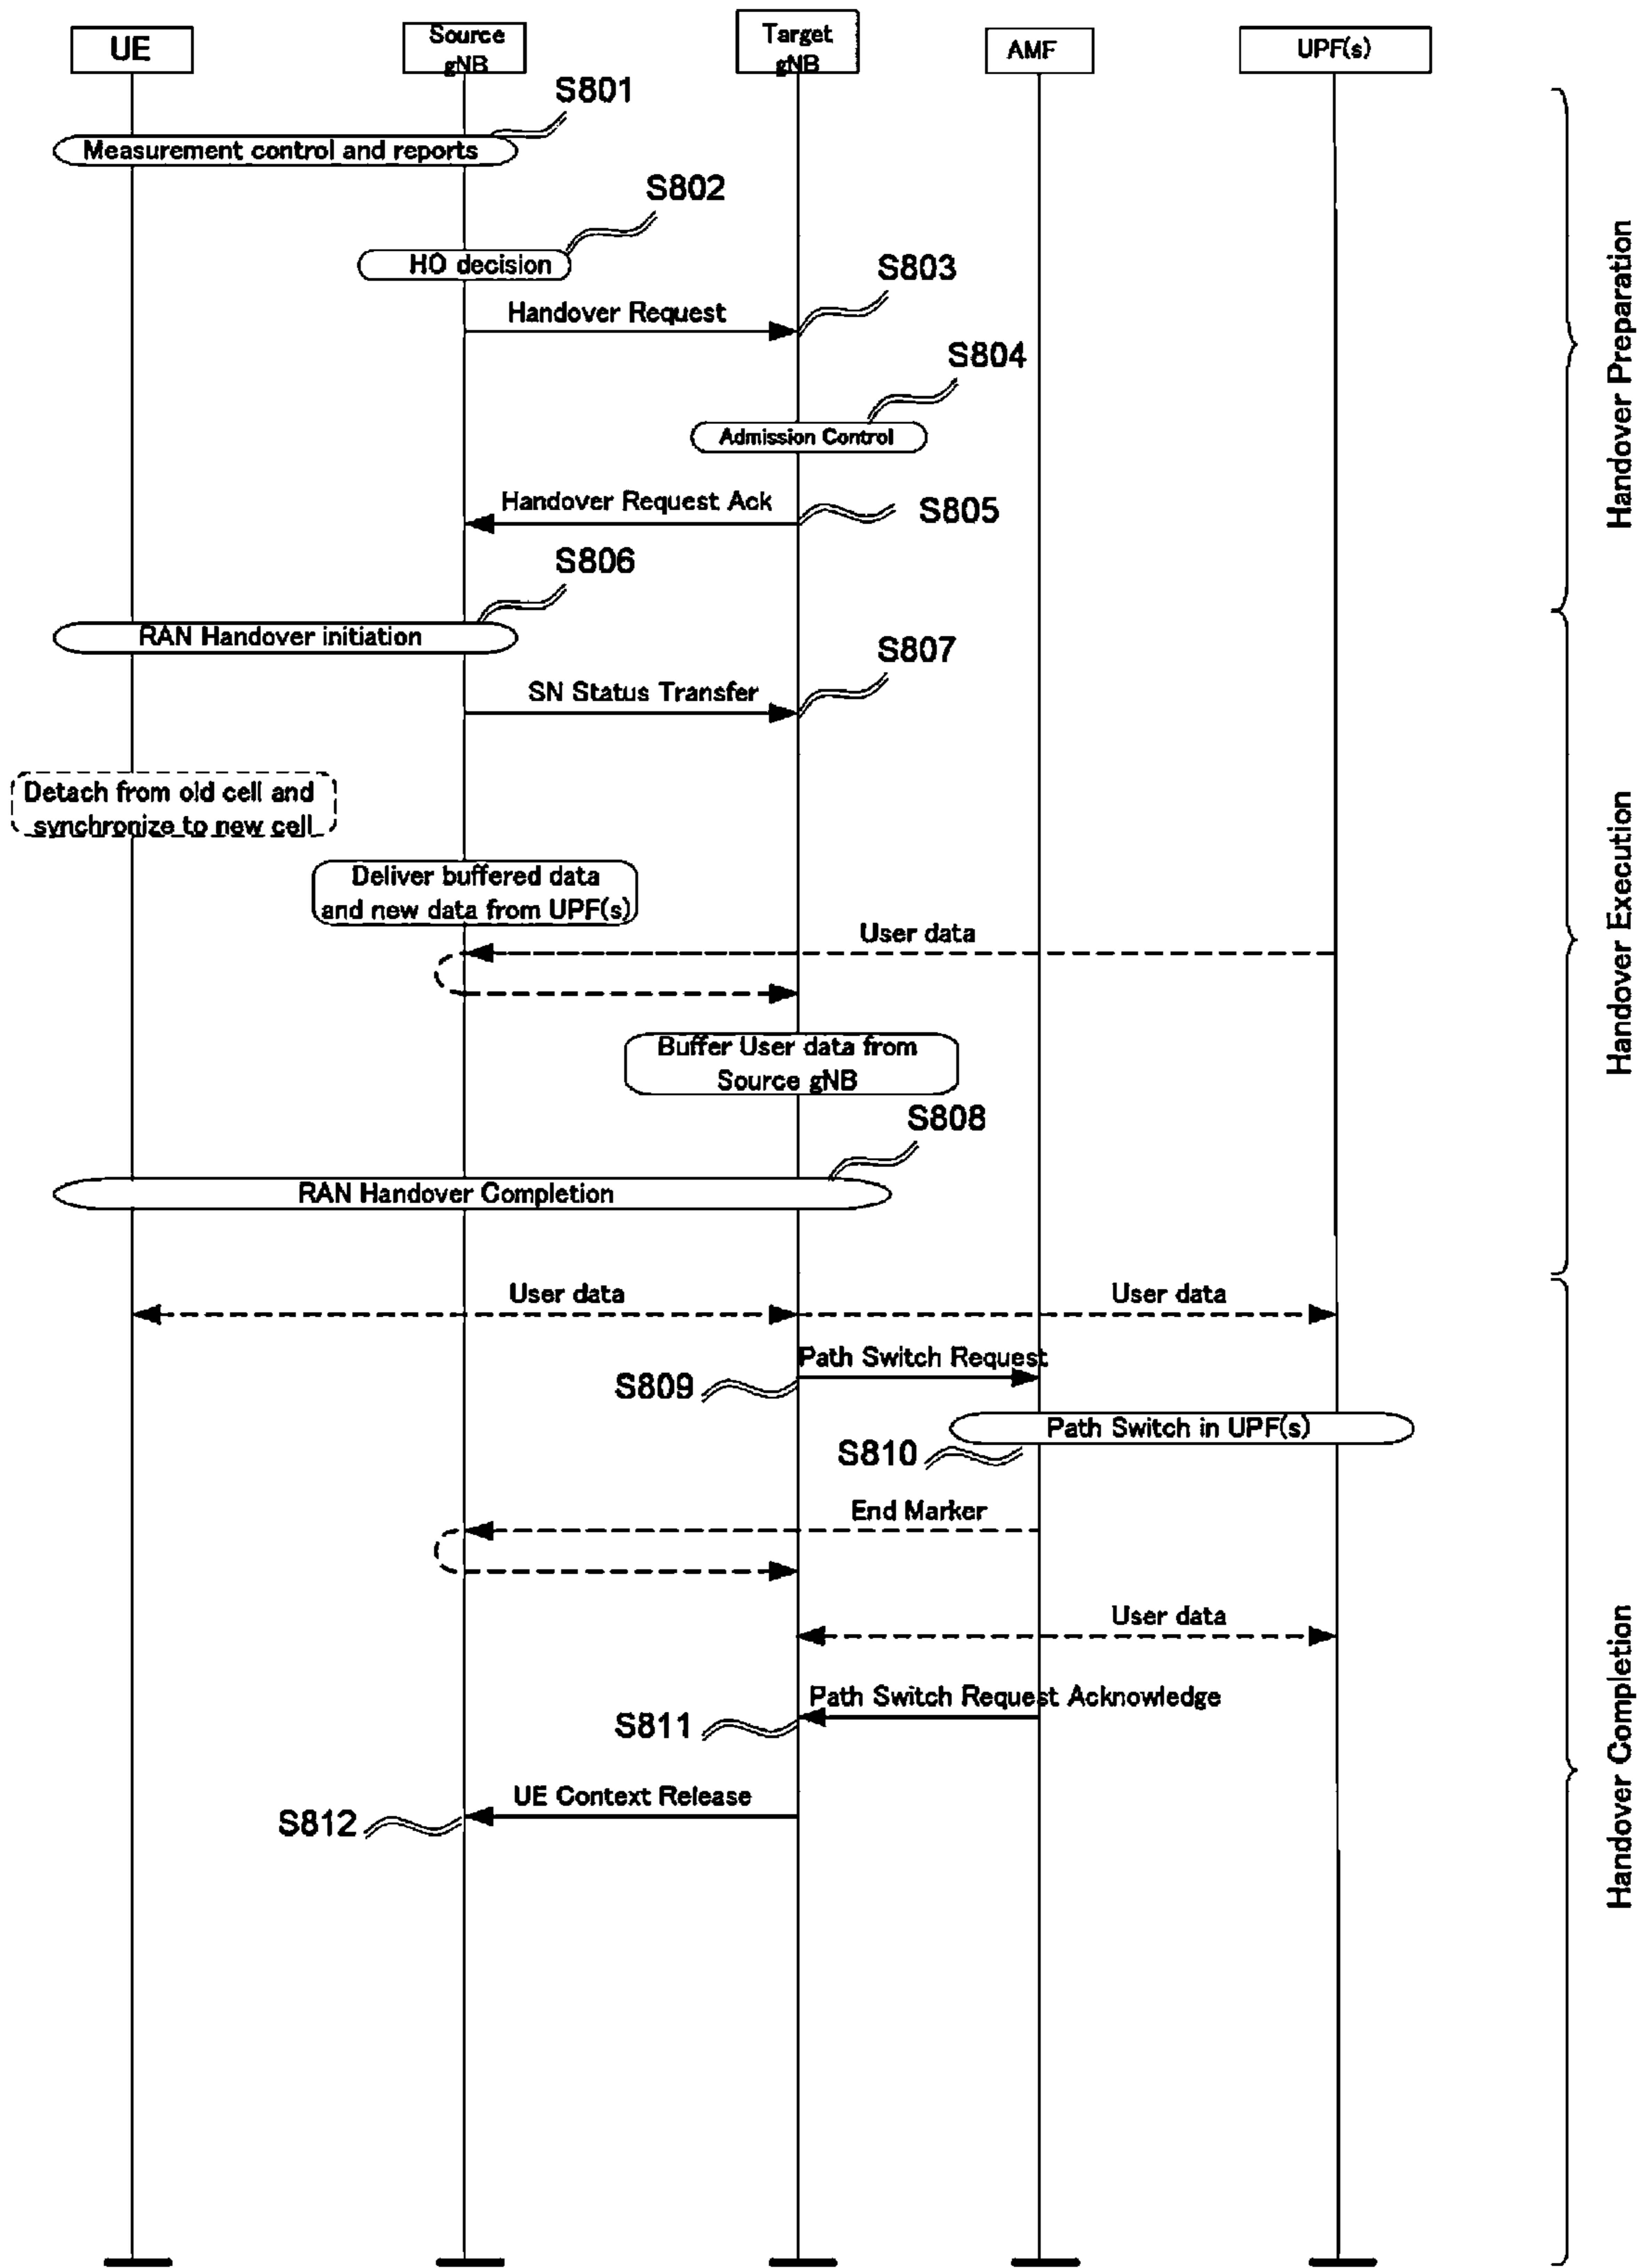 UE
Source
gNB
Target
gNB
AMF
UPF(s)
S801
Measurement control and reports
S802
HO decision
S803
Handover Request
S804
Admission Control
Handover Request Ack
S805
Handover Preparation
S806
RAN Handover initiation
S807
SN Status Transfer
Detach from old cell and
synchronize to new cell
Deliver buffered data
and new data from UPF(s)
User data
Buffer User data from
Source gNB
S808
RAN Handover Completion
Handover Execution
User data
User data
Path Switch Request
S809
Path Switch in UPF(s)
S810
End Marker
User data
Path Switch Request Acknowledge
S811
UE Context Release
S812
Handover Completion